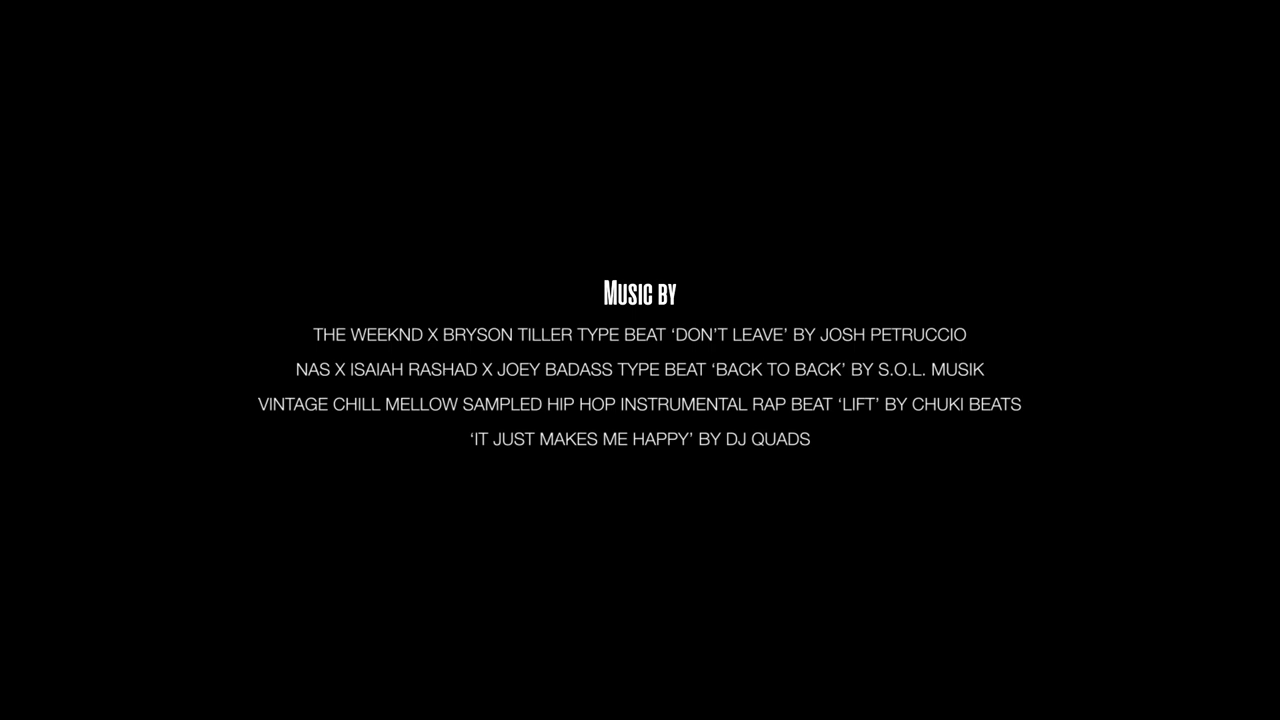 Music by
THE WEEKND X BRYSON TILLER TYPE BEAT ‘DON’T LEAVE’ BY JOSH PETRUCCIO
NAS X ISAIAH RASHAD X JOEY BADASS TYPE BEAT ‘BACK TO BACK’ BY S.O.L. MUSIK
VINTAGE CHILL MELLOW SAMPLED HIP HOP INSTRUMENTAL RAP BEAT ‘LIFT’ BY CHUKI BEATS
‘IT JUST MAKES ME HAPPY’ BY DJ QUADS